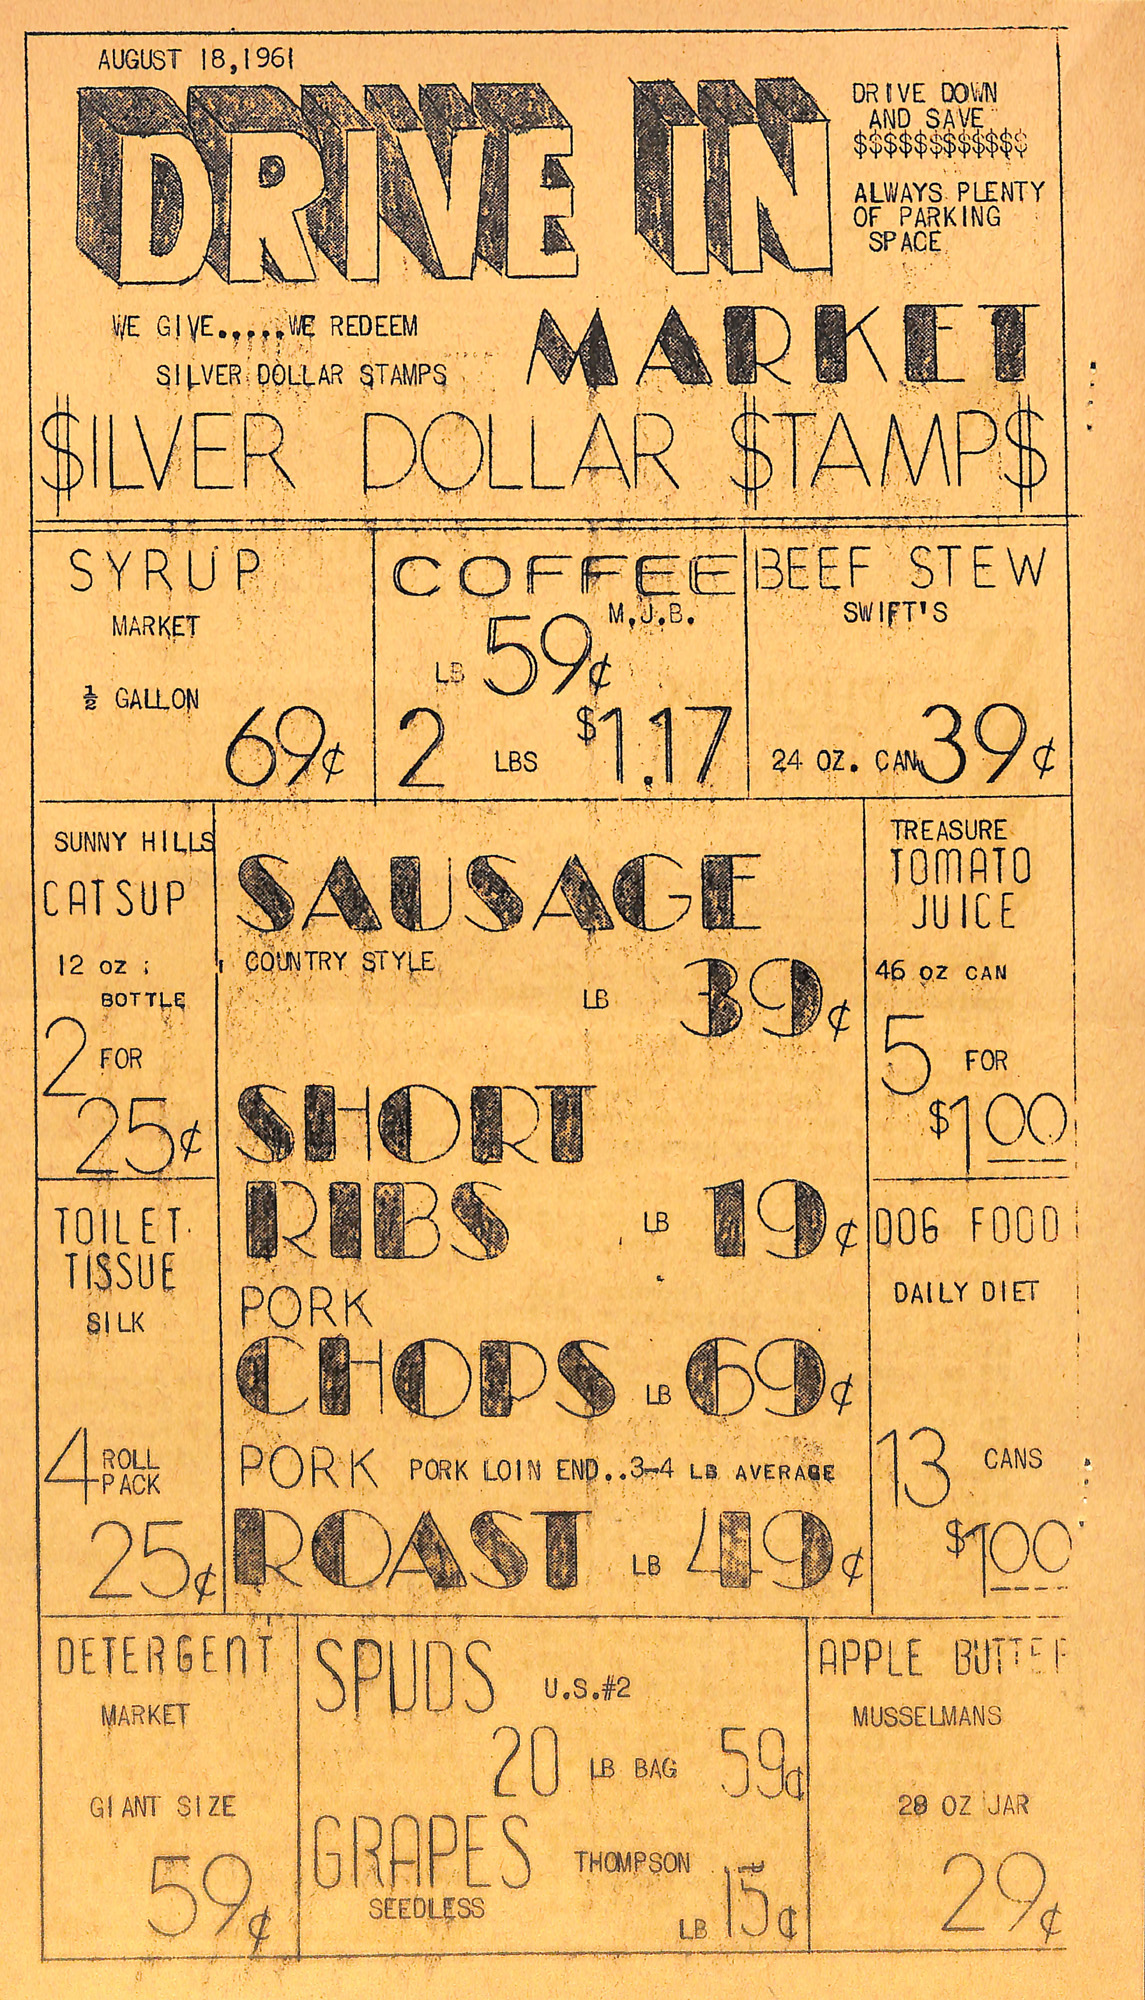 AUGUST 18,1961
DRIVE IN
MARKET
DRIVE DOWN
AND SAVE
$$$$$$$$$$$$
ALWAYS PLENTY
OF PARKING
SPACE
WE GIVE.....WE REDEEM
SILVER DOLLAR STAMPS
$ILVER DOLLAR $TAMP$
SYRUP
MARKET
½ GALLON
69¢
COFFEE
M.J.B.
LB 59¢
2 LBS $1.17
BEEF STEW
SWIFT'S
24 OZ. CAN 39¢
SUNNY HILLS
CATSUP
12 OZ
BOTTLE
2 FOR
25¢
SAUSAGE
COUNTRY STYLE
LB 39¢
SHORT
RIBS LB 19¢
PORK
CHOPS LB 69¢
PORK PORK LOIN END..3-4 LB AVERAGE
ROAST LB 49¢
TREASURE
TOMATO
JUICE
46 OZ CAN
5 FOR
$1 00
TOILET
TISSUE
SILK
4 ROLL
PACK
25¢
DOG FOOD
DAILY DIET
13 CANS
$1 00
DETERGENT
MARKET
GIANT SIZE
59¢
SPUDS U.S.#2
20 LB BAG 59¢
GRAPES THOMPSON
SEEDLESS
LB 15¢
APPLE BUTTER
MUSSELMANS
28 OZ JAR
29¢